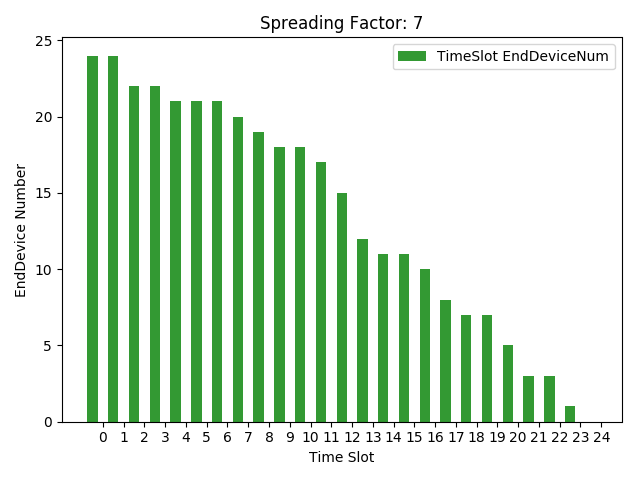 Spreading Factor: 7
TimeSlot EndDeviceNum
EndDevice Number
25
20
15
10
5
0
0 1 2 3 4 5 6 7 8 9 10 11 12 13 14 15 16 17 18 19 20 21 22 23 24
Time Slot